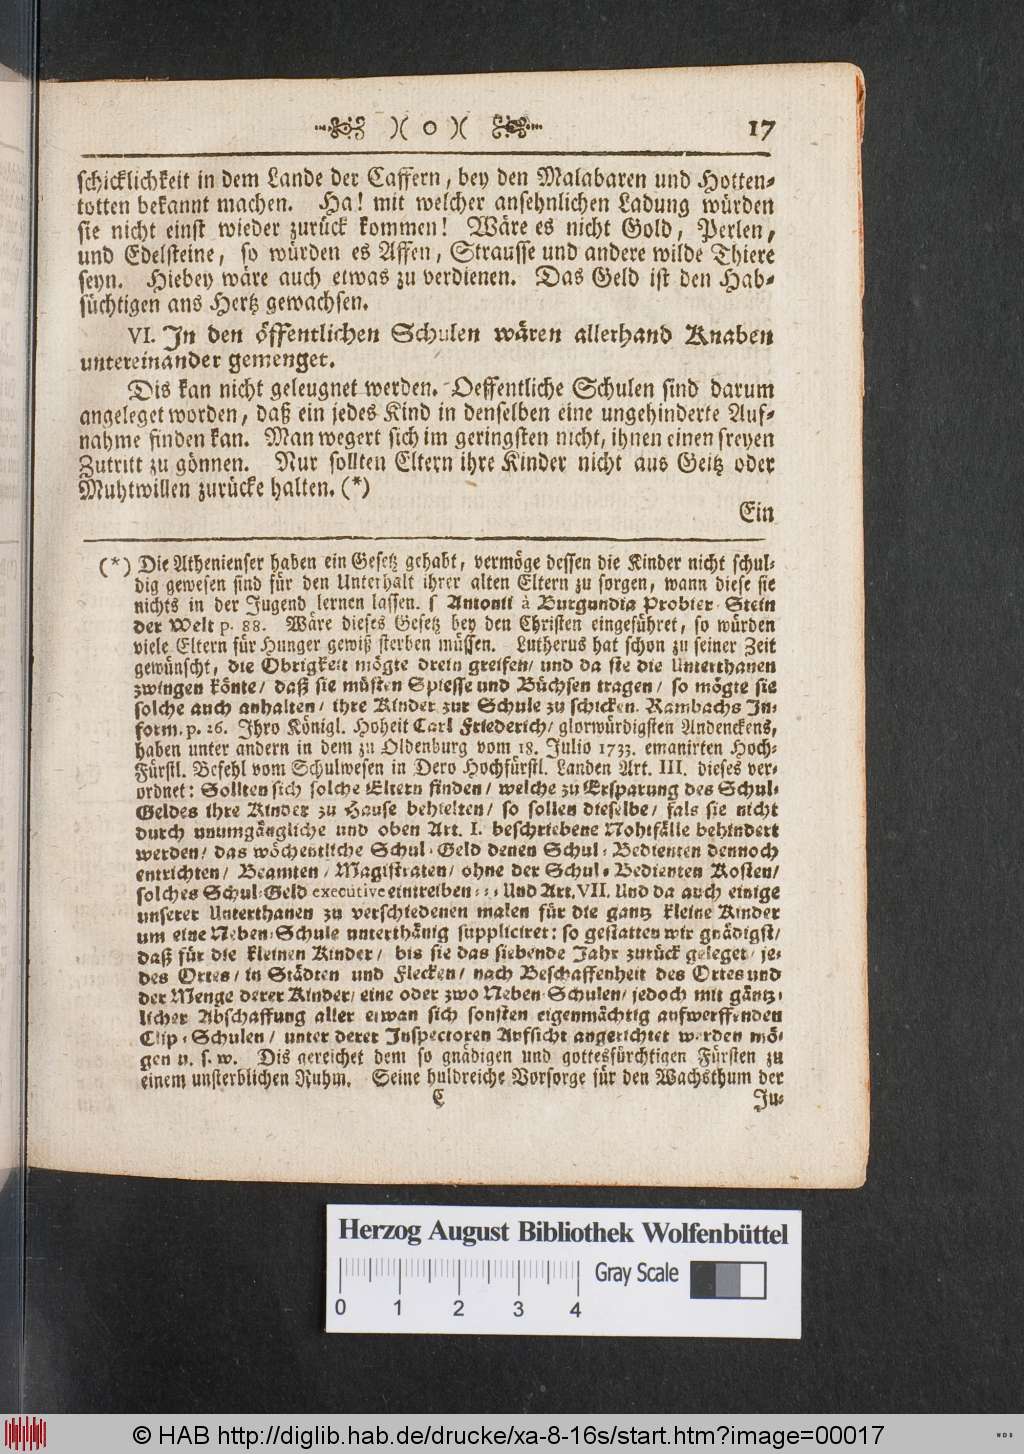 )( o )( 17
schicklichkeit in dem Lande der Caffern, bey den Malabaren und Hotten-
totten bekannt machen. Ha! mit welcher ansehnlichen Ladung würden
sie nicht einst wieder zurück kommen! Wäre es nicht Gold, Perlen,
und Edelsteine, so würden es Affen, Strausse und andere wilde Thiere
seyn. Hiebey wäre auch etwas zu verdienen. Das Geld ist den Hab-
süchtigen ans Hertz gewachsen.
VI. In den öffentlichen Schulen wären allerhand Knaben
untereinander gemenget.
Dis kan nicht geleugnet werden. Oeffentliche Schulen sind darum
angeleget worden, daß ein jedes Kind in denselben eine ungehinderte Auf-
nahme finden kan. Man wegert sich im geringsten nicht, ihnen einen freyen
Zutritt zu gönnen. Nur sollten Eltern ihre Kinder nicht aus Geitz oder
Muhtwillen zurücke halten. (*)
Ein
(*) Die Athenienser haben ein Gesetz gehabt, vermöge dessen die Kinder nicht schul-
dig gewesen sind für den Unterhalt ihrer alten Eltern zu sorgen, wann diese sie
nichts in der Jugend lernen lassen. s Antonii à Burgundia Probier-Stein
der Welt p. 88. Wäre dieses Gesetz bey den Christen eingeführet, so würden
viele Eltern für Hunger gewiß sterben müssen. Lutherus hat schon zu seiner Zeit
gewünscht, die Obrigkeit mögte drein greifen/ und da sie die Unterthanen
zwingen könte/ daß sie müsten Spiesse und Büchsen tragen/ so mögte sie
solche auch anhalten/ ihre Kinder zur Schule zu schicken. Rambachs In-
form. p. 26. Ihro Königl. Hoheit Carl Friederich/ glorwürdigsten Andenckens,
haben unter andern in dem zu Oldenburg vom 18. Julio 1733. emanirten Hoch-
Fürstl. Befehl vom Schulwesen in Dero Hochfürstl. Landen Art. III. dieses ver-
ordnet: Sollten sich solche Eltern finden/ welche zu Ersparung des Schul-
Geldes ihre Kinder zu Hause behielten/ so sollen dieselbe/ fals sie nicht
durch unumgängliche und oben Art. I. beschriebene Nohtfälle behindert
werden/ das wöchentliche Schul-Geld denen Schul-Bedienten dennoch
entrichten/ Beamten/ Magistraten/ ohne der Schul-Bedienten Kosten/
solches Schul-Geld executive eintreiben - - - Und Art. VII. Und da auch einige
unserer Unterthanen zu verschiedenen malen für die gantz kleine Kinder
um eine Neben-Schule unterthänig suppliciret: so gestatten wir gnädigst/
daß für die kleinen Kinder/ bis sie das siebende Jahr zurück geleget/ je-
des Ortes/ in Städten und Flecken/ nach Beschaffenheit des Ortes und
der Menge derer Kinder/ eine oder zwo Neben-Schulen/ jedoch mit gäntz-
licher Abschaffung aller etwan sich sonsten eigenmächtig aufwerffenden
Clip-Schulen/ unter derer Inspectoren Aufsicht angerichtet werden mö-
gen u. s. w. Dis gereichet dem so gnädigen und gottesfürchtigen Fürsten zu
einem unsterblichen Ruhm. Seine huldreiche Vorsorge für den Wachsthum der
C Ju-
Herzog August Bibliothek Wolfenbüttel
Gray Scale
0 1 2 3 4
© HAB http://diglib.hab.de/drucke/xa-8-16s/start.htm?image=00017
WDB